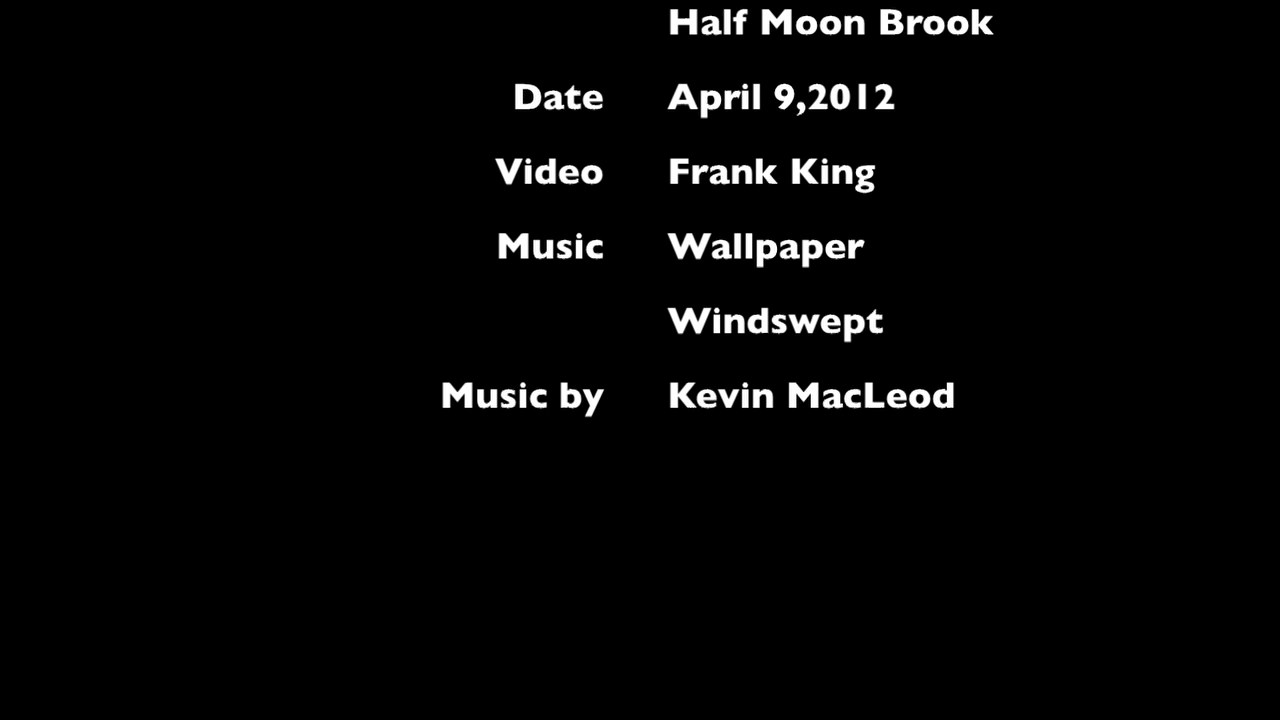 Half Moon Brook
Date April 9,2012
Video Frank King
Music Wallpaper
Windswept
Music by Kevin MacLeod